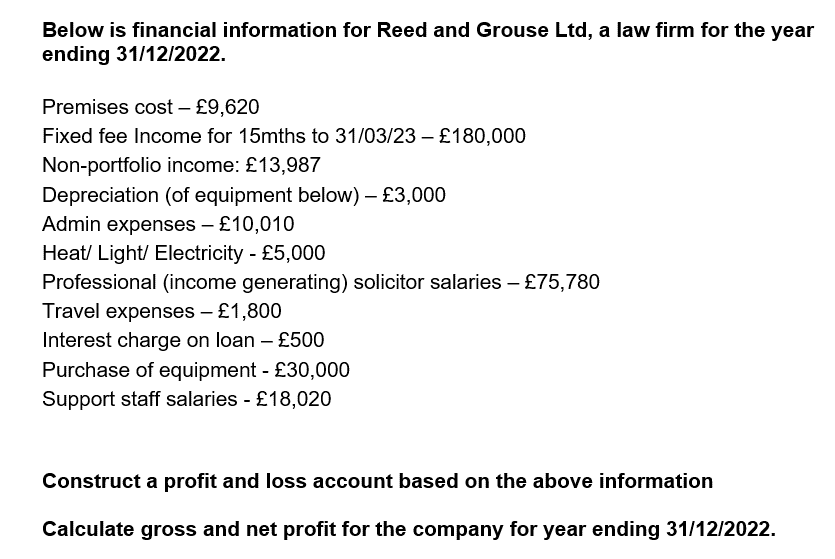 Below is financial information for Reed and Grouse Ltd, a law firm for the year
ending 31/12/2022.
Premises cost – £9,620
Fixed fee Income for 15mths to 31/03/23 – £180,000
Non-portfolio income: £13,987
Depreciation (of equipment below) – £3,000
Admin expenses – £10,010
Heat/ Light/ Electricity - £5,000
Professional (income generating) solicitor salaries – £75,780
Travel expenses – £1,800
Interest charge on loan – £500
Purchase of equipment - £30,000
Support staff salaries - £18,020
Construct a profit and loss account based on the above information
Calculate gross and net profit for the company for year ending 31/12/2022.